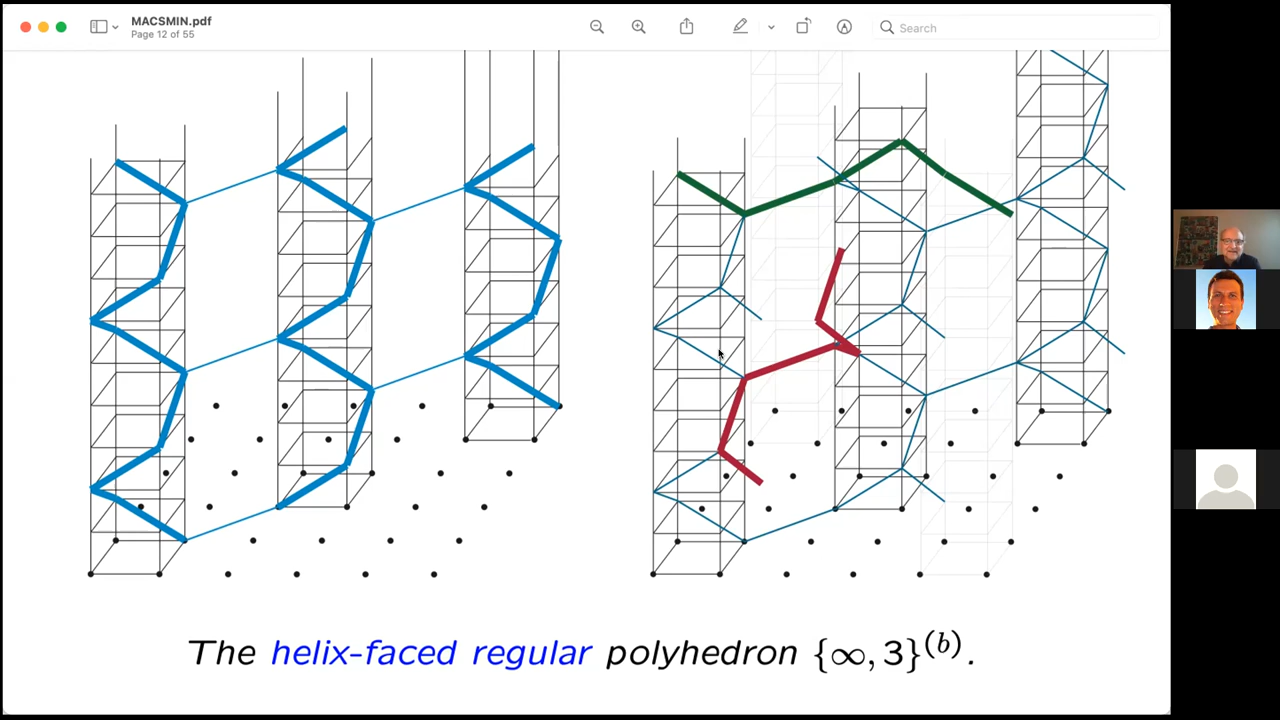 MACSMIN.pdf
Page 12 of 55
Search
The helix-faced regular polyhedron {∞, 3}^(b).